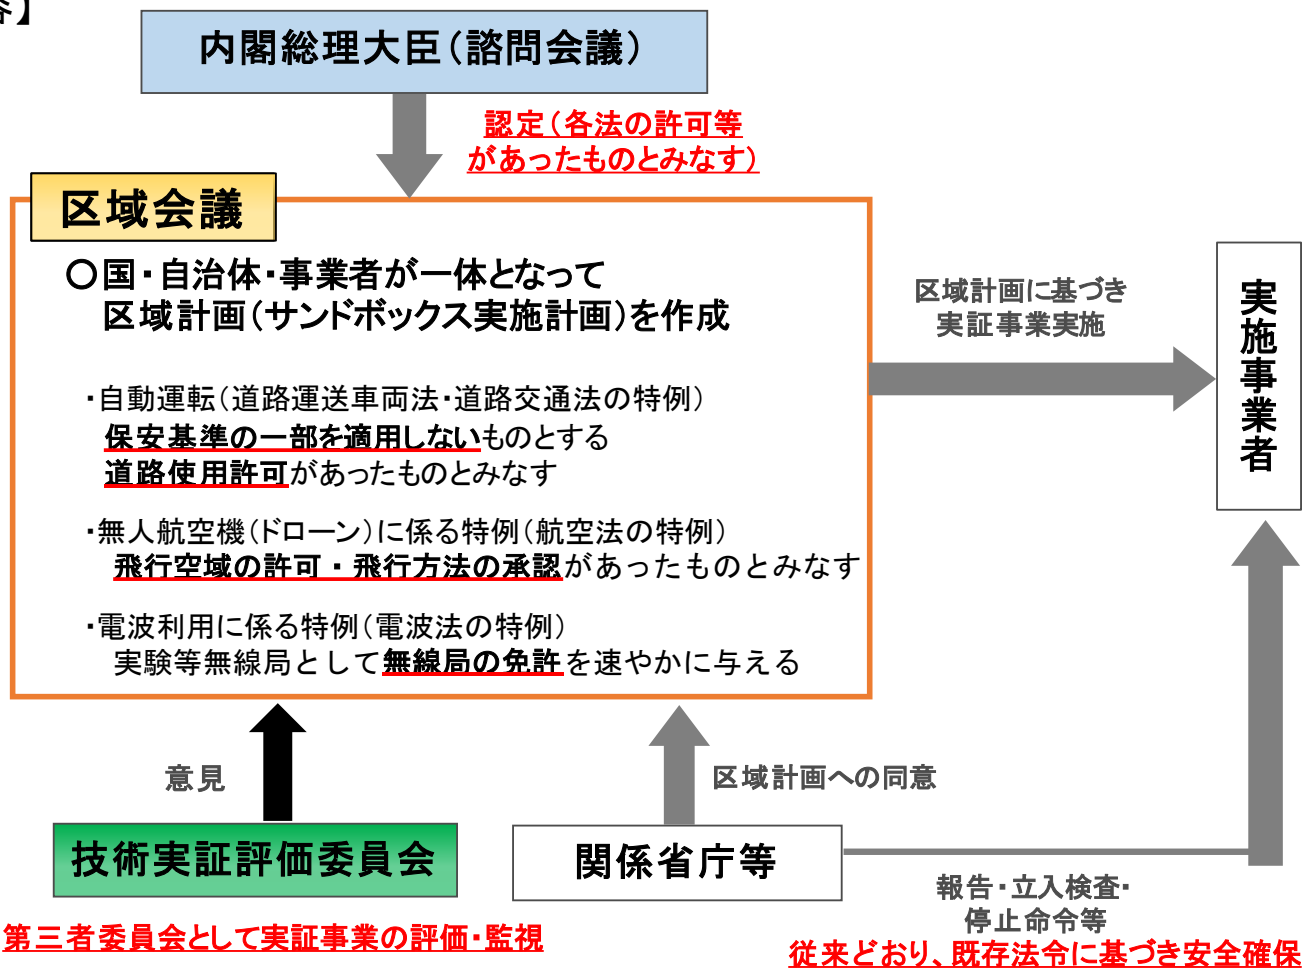 容】
内閣総理大臣（諮問会議）
認定（各法の許可等
があったものとみなす）
区域会議
〇国・自治体・事業者が一体となって
区域計画（サンドボックス実施計画）を作成
・自動運転（道路運送車両法・道路交通法の特例）
保安基準の一部を適用しないものとする
道路使用許可があったものとみなす
・無人航空機（ドローン）に係る特例（航空法の特例）
飛行空域の許可・飛行方法の承認があったものとみなす
・電波利用に係る特例（電波法の特例）
実験等無線局として無線局の免許を速やかに与える
区域計画に基づき
実証事業実施
実施事業者
意見
区域計画への同意
技術実証評価委員会
関係省庁等
第三者委員会として実証事業の評価・監視
報告・立入検査・
停止命令等
従来どおり、既存法令に基づき安全確保